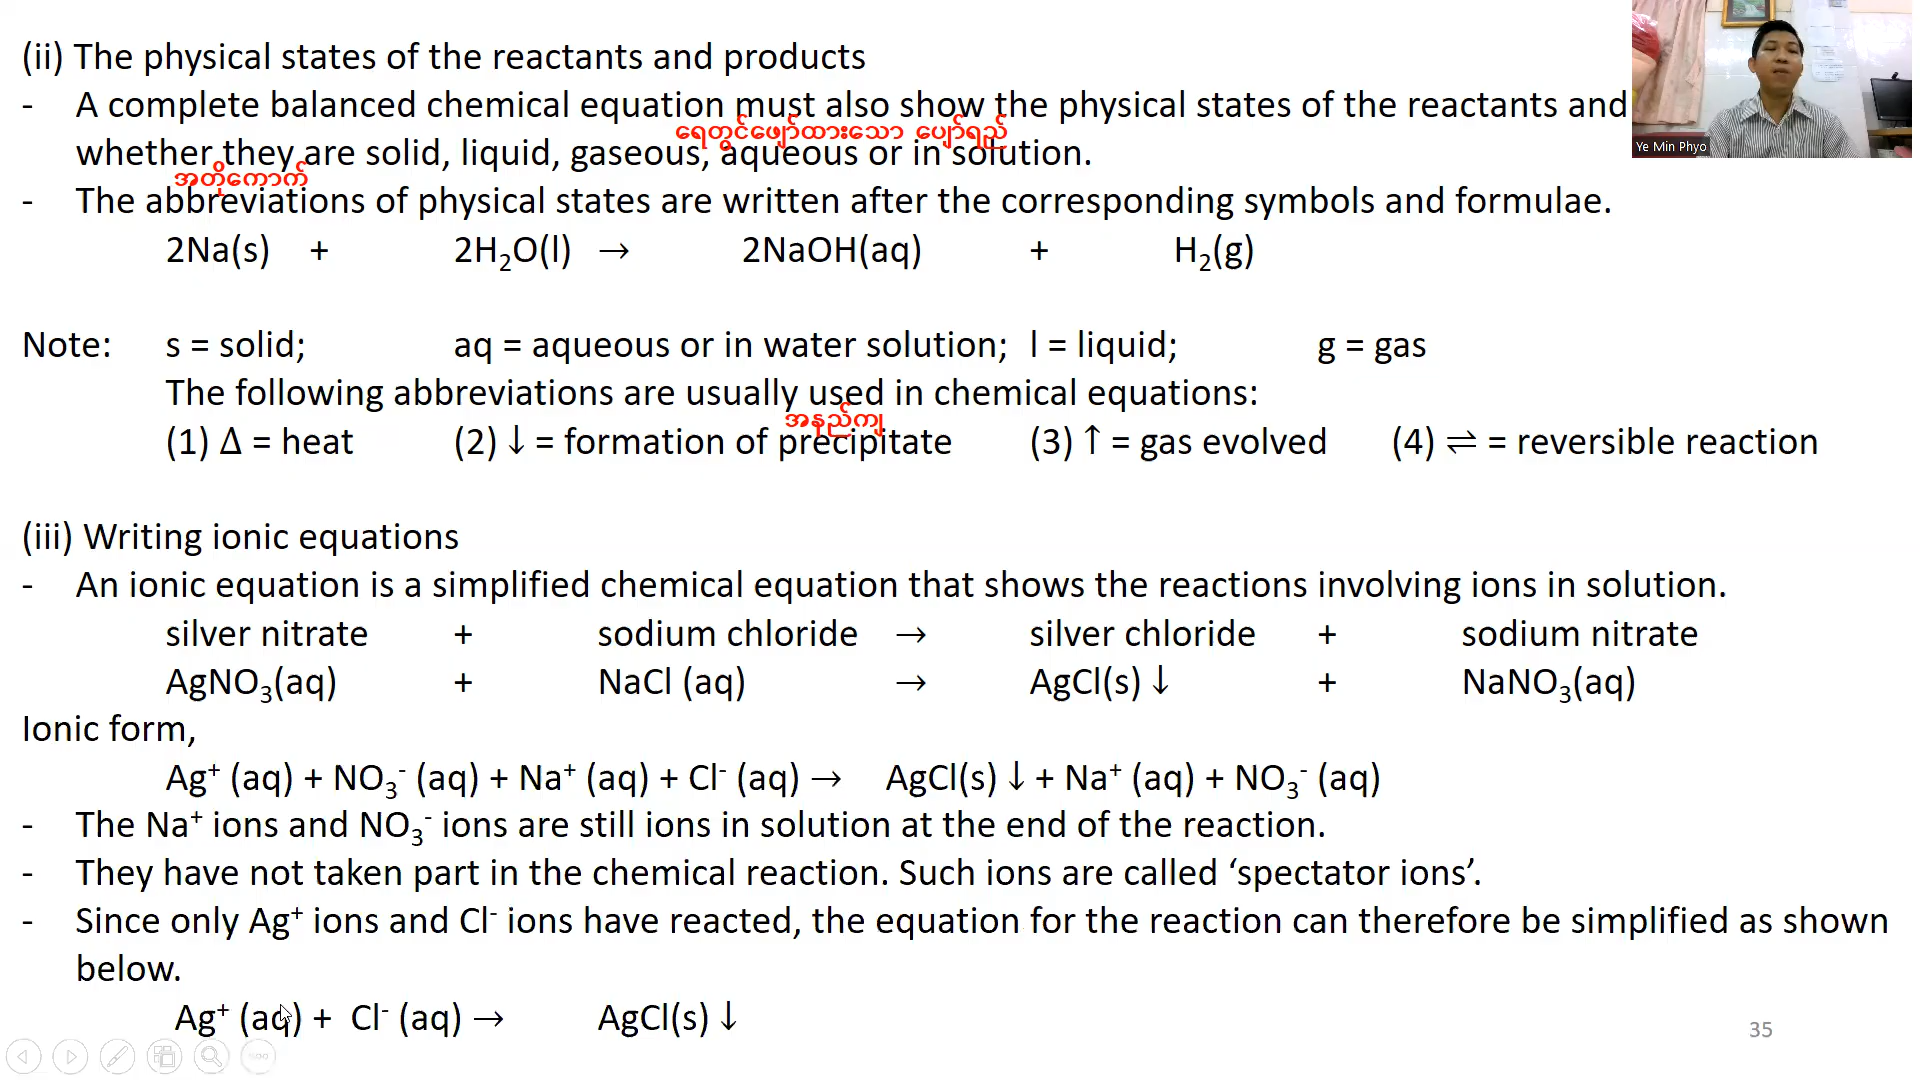 (ii) The physical states of the reactants and products
- A complete balanced chemical equation must also show the physical states of the reactants and
ရေတွင်ဖျော်ထားသော ပျော်ရည်
whether they are solid, liquid, gaseous, aqueous or in solution.
အတိုကောက်
- The abbreviations of physical states are written after the corresponding symbols and formulae.
2Na(s) + 2H₂O(l) → 2NaOH(aq) + H₂(g)
Note: s = solid; aq = aqueous or in water solution; l = liquid; g = gas
The following abbreviations are usually used in chemical equations:
အနည်ကျ
(1) Δ = heat (2) ↓ = formation of precipitate (3) ↑ = gas evolved (4) ⇌ = reversible reaction
(iii) Writing ionic equations
- An ionic equation is a simplified chemical equation that shows the reactions involving ions in solution.
silver nitrate + sodium chloride → silver chloride + sodium nitrate
AgNO₃(aq) + NaCl (aq) → AgCl(s) ↓ + NaNO₃(aq)
Ionic form,
Ag⁺ (aq) + NO₃⁻ (aq) + Na⁺ (aq) + Cl⁻ (aq) → AgCl(s) ↓ + Na⁺ (aq) + NO₃⁻ (aq)
- The Na⁺ ions and NO₃⁻ ions are still ions in solution at the end of the reaction.
- They have not taken part in the chemical reaction. Such ions are called ‘spectator ions’.
- Since only Ag⁺ ions and Cl⁻ ions have reacted, the equation for the reaction can therefore be simplified as shown
below.
Ag⁺ (aq) + Cl⁻ (aq) → AgCl(s) ↓
35
Ye Min Phyo